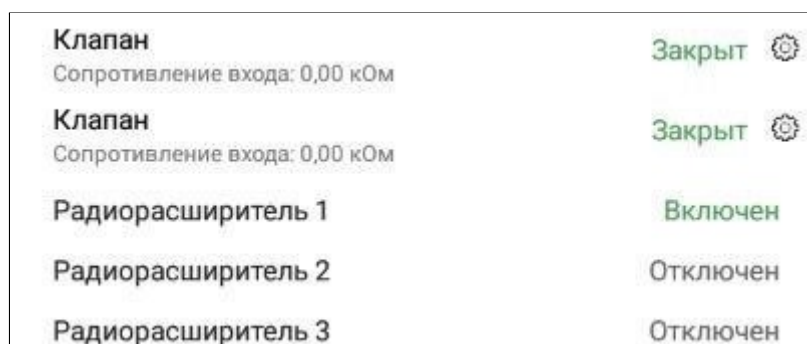 Клапан
Закрыт
Сопротивление входа: 0,00 кОм
Клапан
Закрыт
Сопротивление входа: 0,00 кОм
Радиорасширитель 1
Включен
Радиорасширитель 2
Отключен
Радиорасширитель 3
Отключен